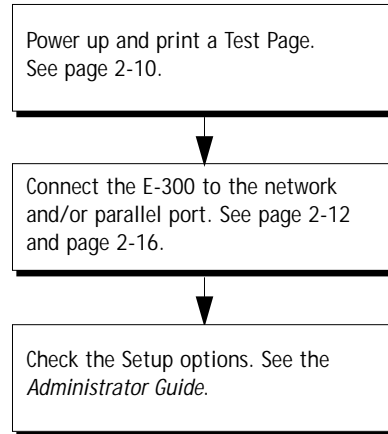 Power up and print a Test Page.
See page 2-10.
Connect the E-300 to the network
and/or parallel port. See page 2-12
and page 2-16.
Check the Setup options. See the
Administrator Guide.